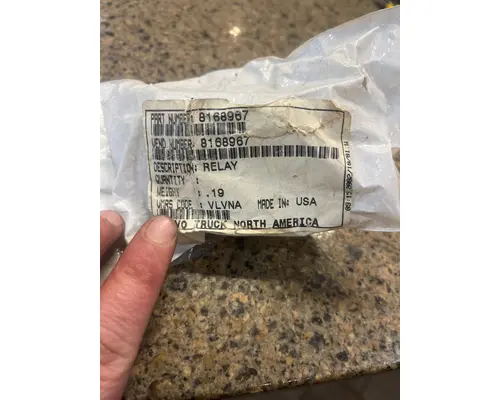 PART NUMBER: 8168967
VEND NUMBER: 8168967
DESCRIPTION: RELAY
QUANTITY :
WEIGHT : .19
VMRS CODE : VLVNA MADE IN: USA
VO TRUCK NORTH AMERICA